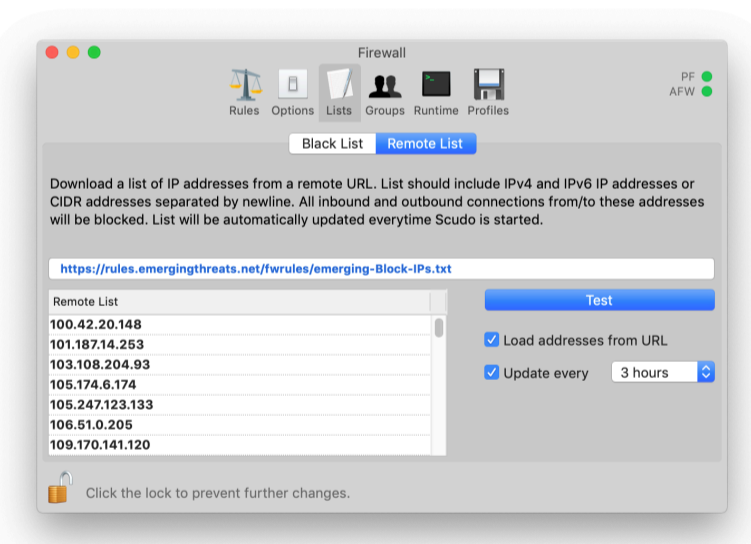 Firewall
PF
AFW
Rules Options Lists Groups Runtime Profiles
Black List Remote List
Download a list of IP addresses from a remote URL. List should include IPv4 and IPv6 IP addresses or
CIDR addresses separated by newline. All inbound and outbound connections from/to these addresses
will be blocked. List will be automatically updated everytime Scudo is started.
https://rules.emergingthreats.net/fwrules/emerging-Block-IPs.txt
Remote List
100.42.20.148
101.187.14.253
103.108.204.93
105.174.6.174
105.247.123.133
106.51.0.205
109.170.141.120
Test
Load addresses from URL
Update every 3 hours
Click the lock to prevent further changes.